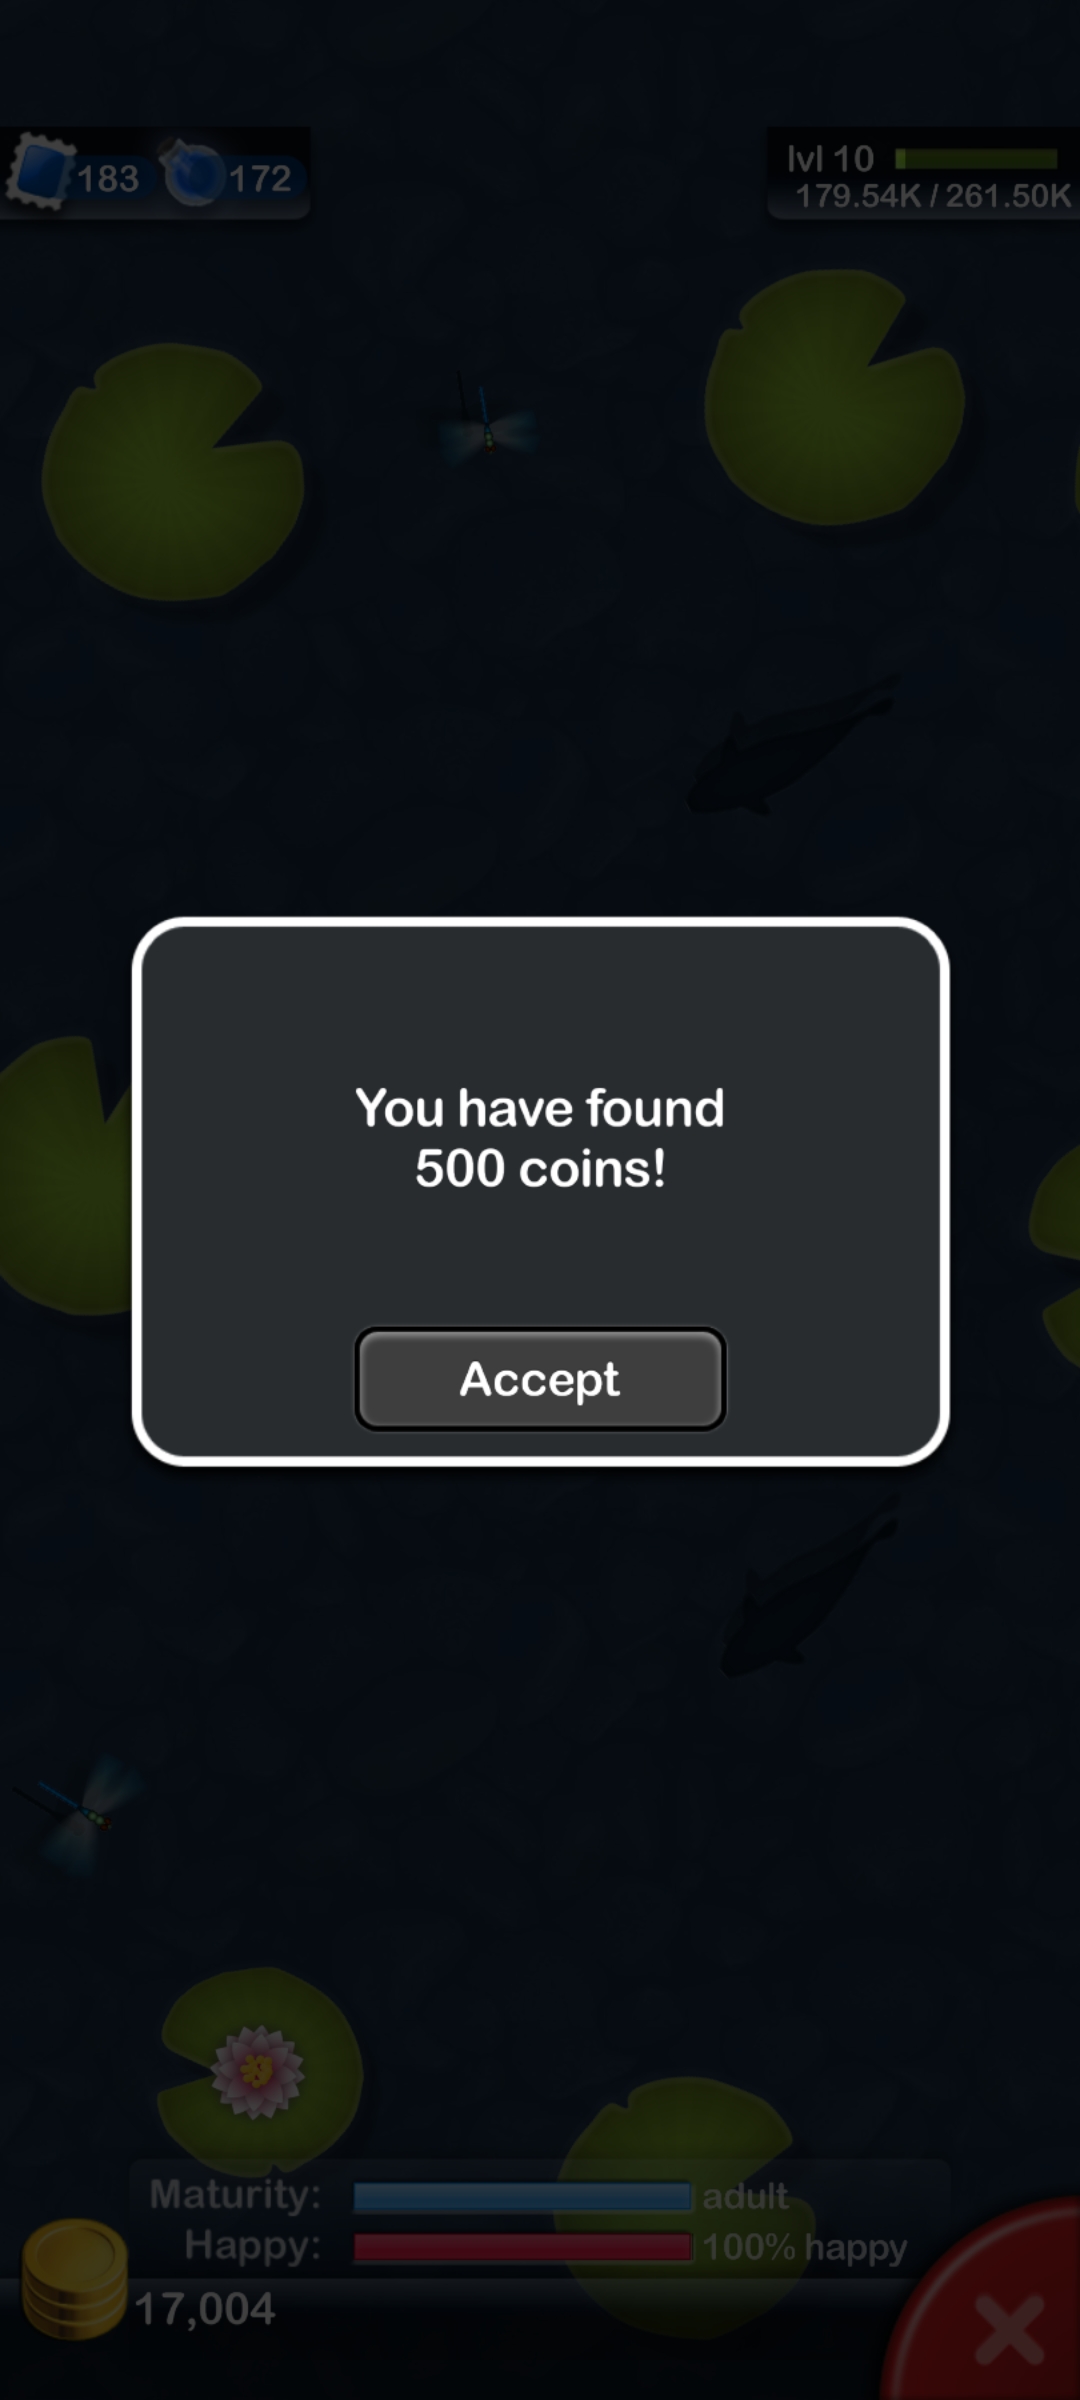 183 172
lvl 10
179.54K / 261.50K
You have found
500 coins!
Accept
Maturity: adult
Happy: 100% happy
17,004